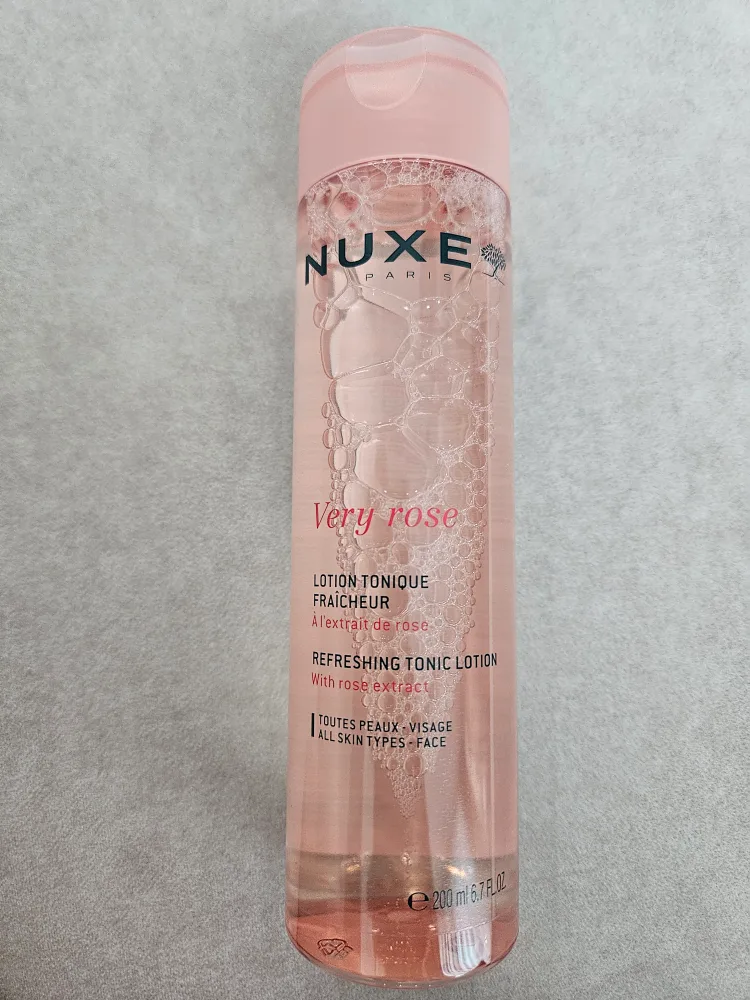 NUXE
PARIS
Very rose
LOTION TONIQUE
FRAÎCHEUR
À l'extrait de rose
REFRESHING TONIC LOTION
With rose extract
TOUTES PEAUX - VISAGE
ALL SKIN TYPES - FACE
℮ 200 ml 6.7 FL.OZ.